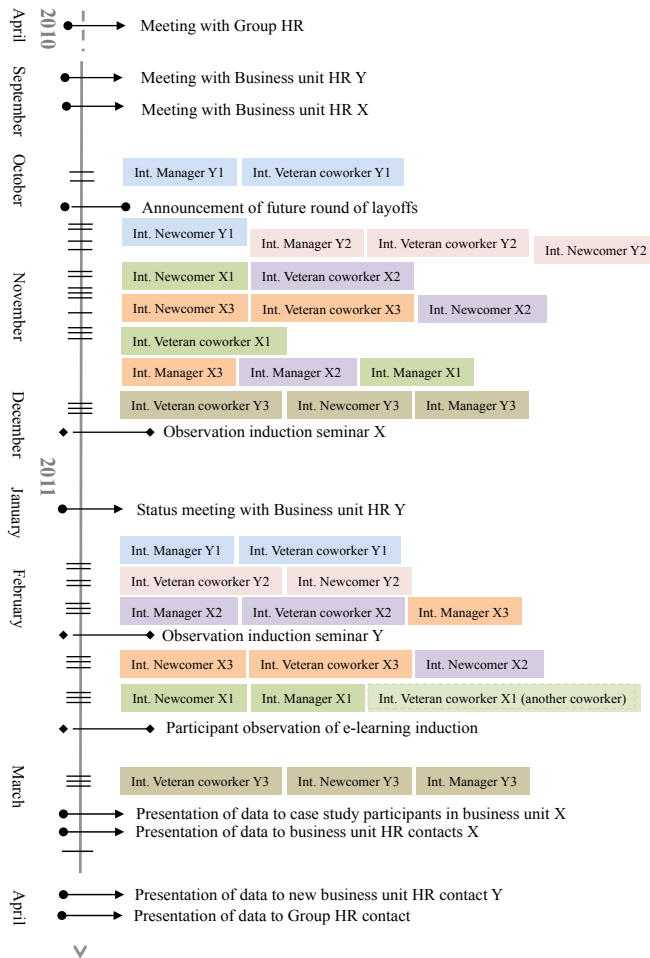 April
2010
Meeting with Group HR
September
Meeting with Business unit HR Y
Meeting with Business unit HR X
October
Int. Manager Y1 Int. Veteran coworker Y1
Announcement of future round of layoffs
Int. Newcomer Y1 Int. Manager Y2 Int. Veteran coworker Y2 Int. Newcomer Y2
November
Int. Newcomer X1 Int. Veteran coworker X2
Int. Newcomer X3 Int. Veteran coworker X3 Int. Newcomer X2
Int. Veteran coworker X1
Int. Manager X3 Int. Manager X2 Int. Manager X1
December
Int. Veteran coworker Y3 Int. Newcomer Y3 Int. Manager Y3
Observation induction seminar X
2011
January
Status meeting with Business unit HR Y
Int. Manager Y1 Int. Veteran coworker Y1
February
Int. Veteran coworker Y2 Int. Newcomer Y2
Int. Manager X2 Int. Veteran coworker X2 Int. Manager X3
Observation induction seminar Y
Int. Newcomer X3 Int. Veteran coworker X3 Int. Newcomer X2
Int. Newcomer X1 Int. Manager X1 Int. Veteran coworker X1 (another coworker)
Participant observation of e-learning induction
March
Int. Veteran coworker Y3 Int. Newcomer Y3 Int. Manager Y3
Presentation of data to case study participants in business unit X
Presentation of data to business unit HR contacts X
April
Presentation of data to new business unit HR contact Y
Presentation of data to Group HR contact